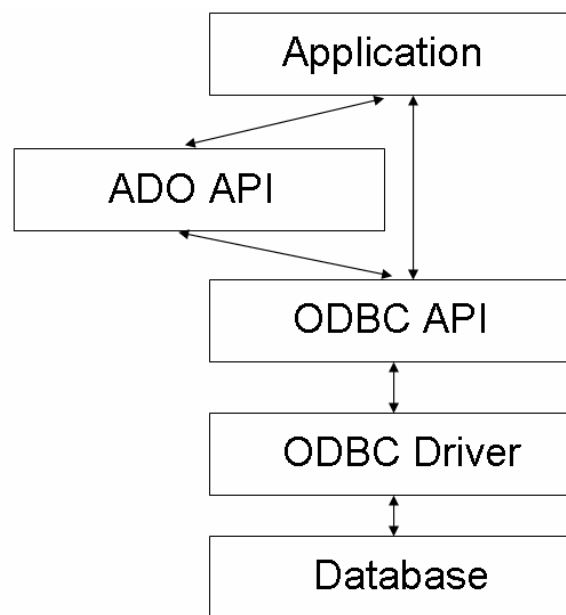 Application
ADO API
ODBC API
ODBC Driver
Database